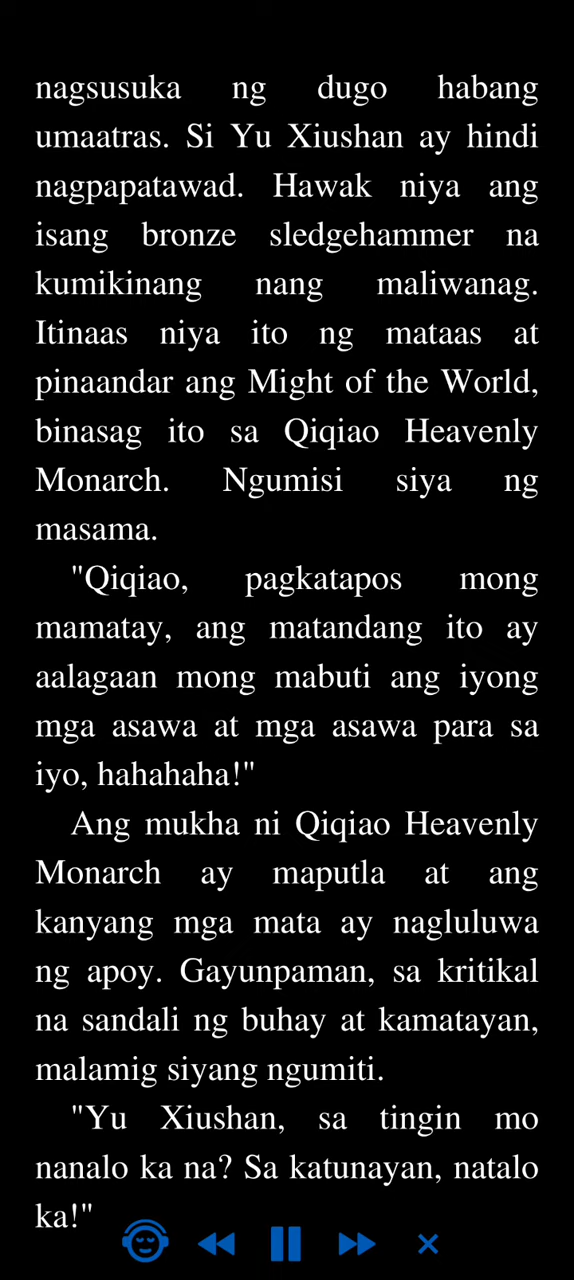 nagsusuka ng dugo habang
umaatras. Si Yu Xiushan ay hindi
nagpapatawad. Hawak niya ang
isang bronze sledgehammer na
kumikinang nang maliwanag.
Itinaas niya ito ng mataas at
pinaandar ang Might of the World,
binasag ito sa Qiqiao Heavenly
Monarch. Ngumisi siya ng
masama.
"Qiqiao, pagkatapos mong
mamatay, ang matandang ito ay
aalagaan mong mabuti ang iyong
mga asawa at mga asawa para sa
iyo, hahahaha!"
Ang mukha ni Qiqiao Heavenly
Monarch ay maputla at ang
kanyang mga mata ay nagluluwa
ng apoy. Gayunpaman, sa kritikal
na sandali ng buhay at kamatayan,
malamig siyang ngumiti.
"Yu Xiushan, sa tingin mo
nanalo ka na? Sa katunayan, natalo
ka!"